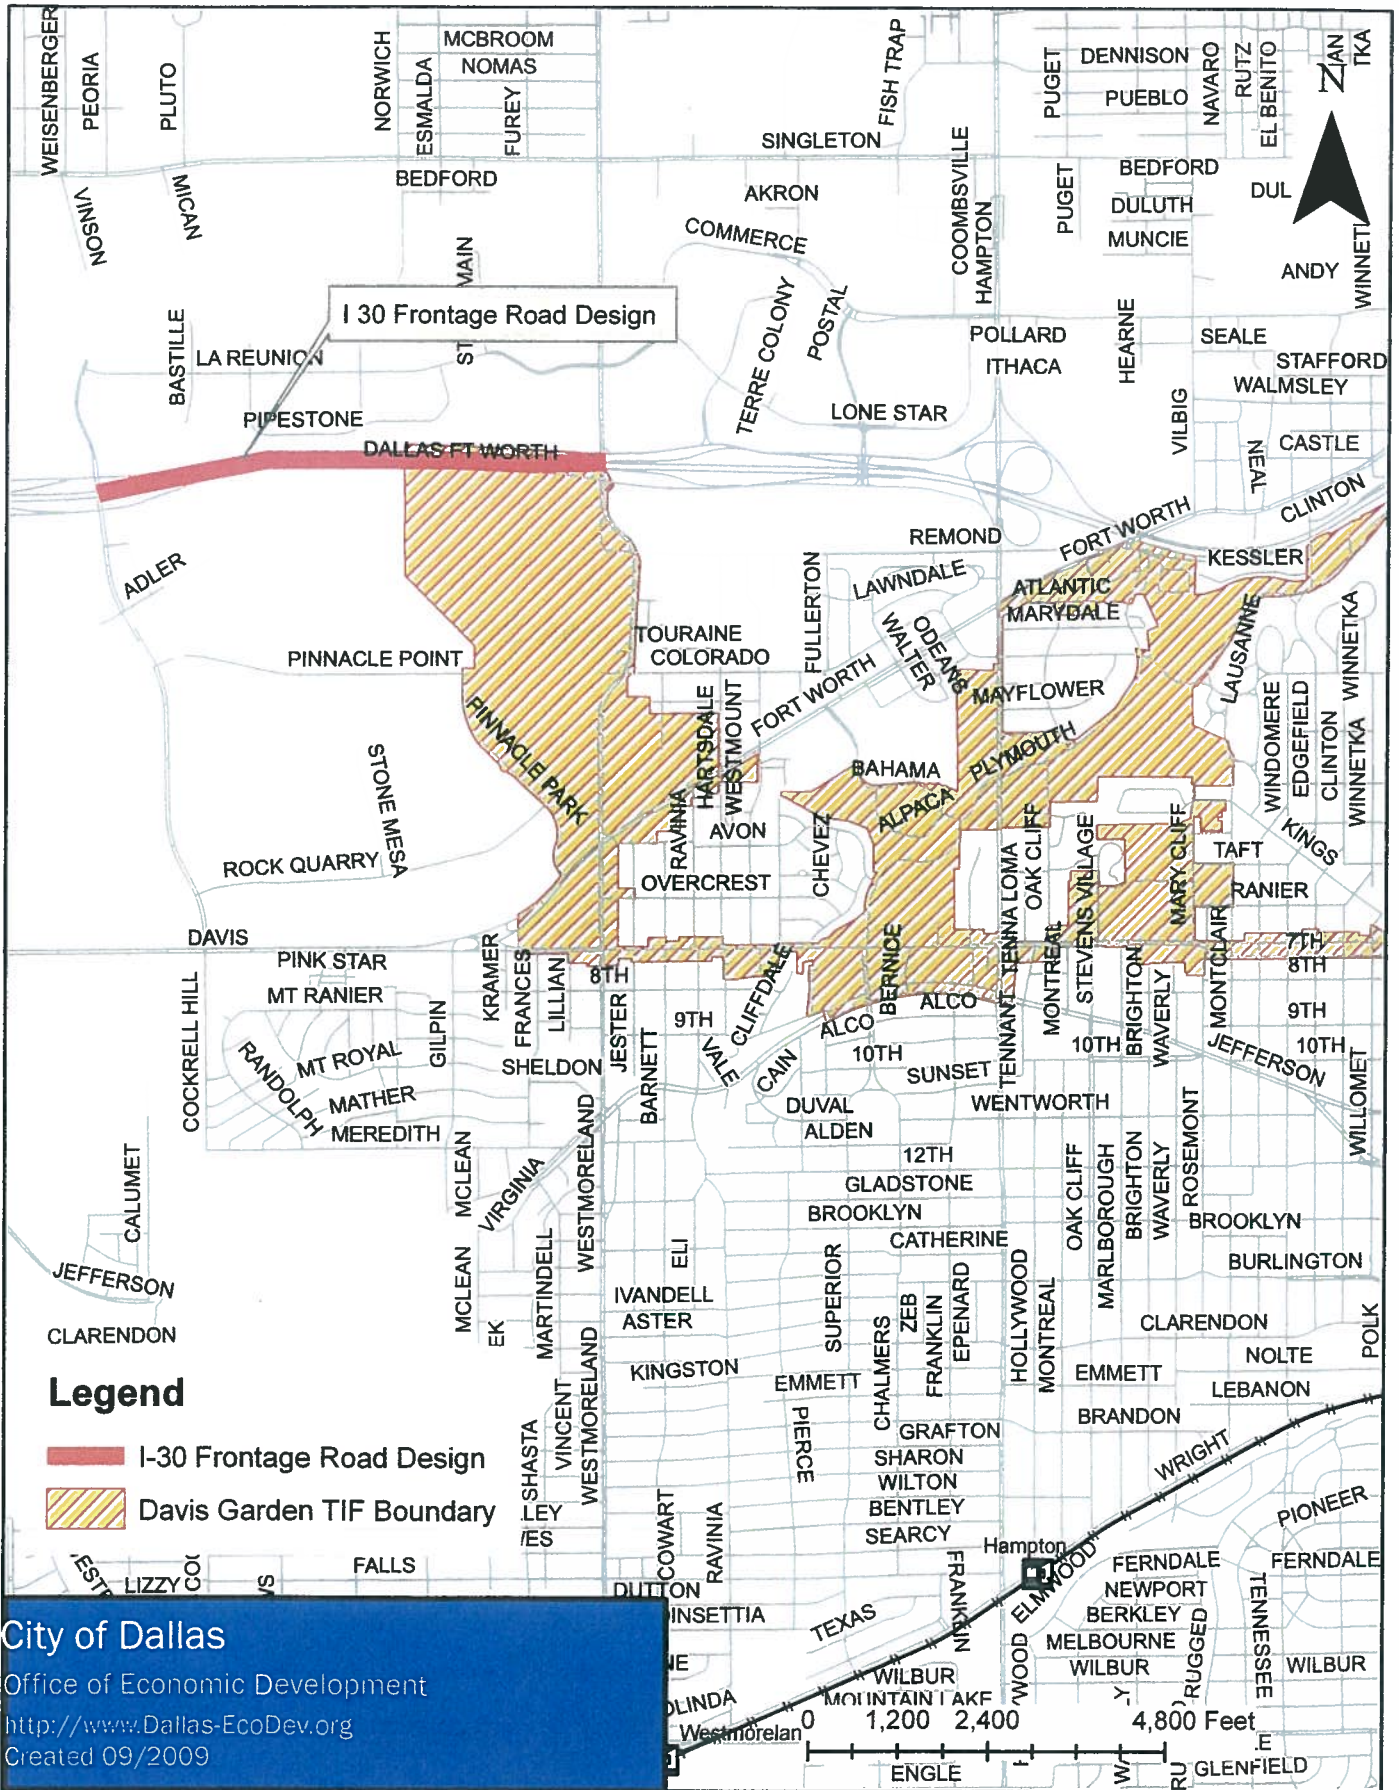 WEISENBERGER
PEORIA
PLUTO
NORWICH
MCBROOM
NOMAS
ESMALDA
FUREY
FISH TRAP
PUGET
DENNISON
PUEBLO
NAVARO
RUTZ
EL BENITO
N
IAN
TKA
SINGLETON
BEDFORD
VINSON
MICAN
AKRON
COMMERCE
COOMBSVILLE
HAMPTON
PUGET
BEDFORD
DULUTH
MUNCIE
DUL
ANDY
WINNET
MAIN
ST
I 30 Frontage Road Design
BASTILLE
LA REUNION
PIPESTONE
TERRE COLONY
POSTAL
POLLARD
ITHACA
HEARNE
SEALE
STAFFORD
WALMSLEY
LONE STAR
VILBIG
NEAL
CASTLE
CLINTON
DALLAS FT WORTH
ADLER
REMOND
FORT WORTH
KESSLER
FULLERTON
LAWNDALE
ATLANTIC
MARYDALE
WALTER
ODEANS
LAUSANNE
WINNETKA
TOURAINE
COLORADO
PINNACLE POINT
MAYFLOWER
FORT WORTH
HARTSDALE
WESTMOUNT
PINNACLE PARK
STONE MESA
PLYMOUTH
BAHAMA
ALPACA
WINDOMERE
EDGEFIELD
CLINTON
WINNETKA
RAVINIA
AVON
CHEVEZ
OAK CLIFF
STEVENS VILLAGE
MARY CLIFF
KINGS
TAFT
ROCK QUARRY
OVERCREST
TENNA LOMA
RANIER
DAVIS
PINK STAR
MT RANIER
KRAMER
FRANCES
LILLIAN
8TH
CLIFFDALE
BERNICE
MONTREAL
BRIGHTON
WAVERLY
MONTCLAIR
7TH
8TH
COCKRELL HILL
GILPIN
JESTER
BARNETT
9TH
ALCO
ALCO
TENNANT
9TH
RANDOLPH
MT ROYAL
MATHER
MEREDITH
SHELDON
VALE
CAIN
10TH
SUNSET
10TH
JEFFERSON
10TH
WENTWORTH
DUVAL
ALDEN
WILLOMET
CALUMET
MCLEAN
VIRGINIA
WESTMORELAND
12TH
GLADSTONE
BROOKLYN
CATHERINE
OAK CLIFF
MARLBOROUGH
BRIGHTON
WAVERLY
ROSEMONT
BROOKLYN
BURLINGTON
JEFFERSON
CLARENDON
MCLEAN
EK
MARTINDELL
ELI
IVANDELL
ASTER
SUPERIOR
ZEB
FRANKLIN
EPENARD
HOLLYWOOD
MONTREAL
CLARENDON
POLK
WESTMORELAND
KINGSTON
EMMETT
CHALMERS
EMMETT
NOLTE
LEBANON
BRANDON
SHASTA
VINCENT
PIERCE
GRAFTON
SHARON
WILTON
BENTLEY
SEARCY
WRIGHT
PIONEER
Legend
I-30 Frontage Road Design
Davis Garden TIF Boundary
LEY
ES
COWART
RAVINIA
Hampton
ELMWOOD
FERNDALE
FERNDALE
NEWPORT
BERKLEY
MELBOURNE
WILBUR
RUGGED
TENNESSEE
WILBUR
LIZZY
FALLS
DUTTON
OINSETTIA
TEXAS
FRANKLIN
WOOD
WILBUR
MOUNTAIN LAKE
NE
OLINDA
Westmorelan
0 1,200 2,400 4,800 Feet
ENGLE
GLENFIELD
City of Dallas
Office of Economic Development
http://www.Dallas-EcoDev.org
Created 09/2009